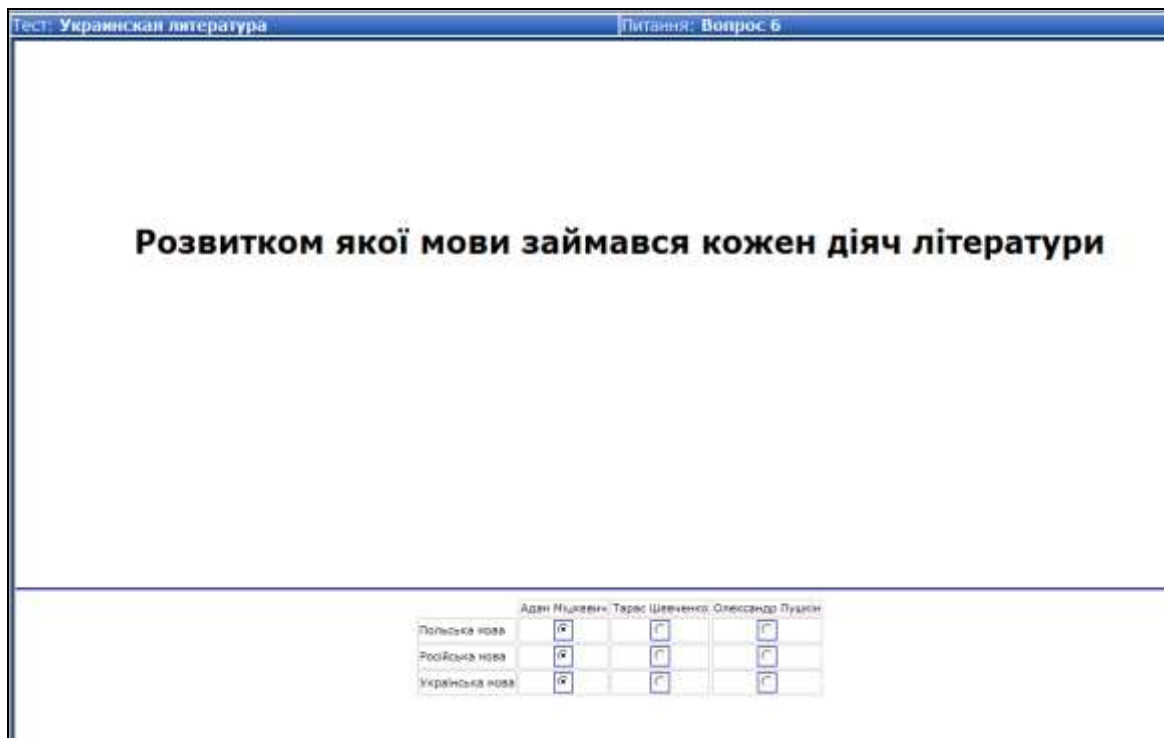 Тест: Украинская литература Питання: Вопрос 6
Розвитком якої мови займався кожен діяч літератури
Адам Міцкевич Тарас Шевченко Олександр Пушкін
Польська мова
Російська мова
Українська мова